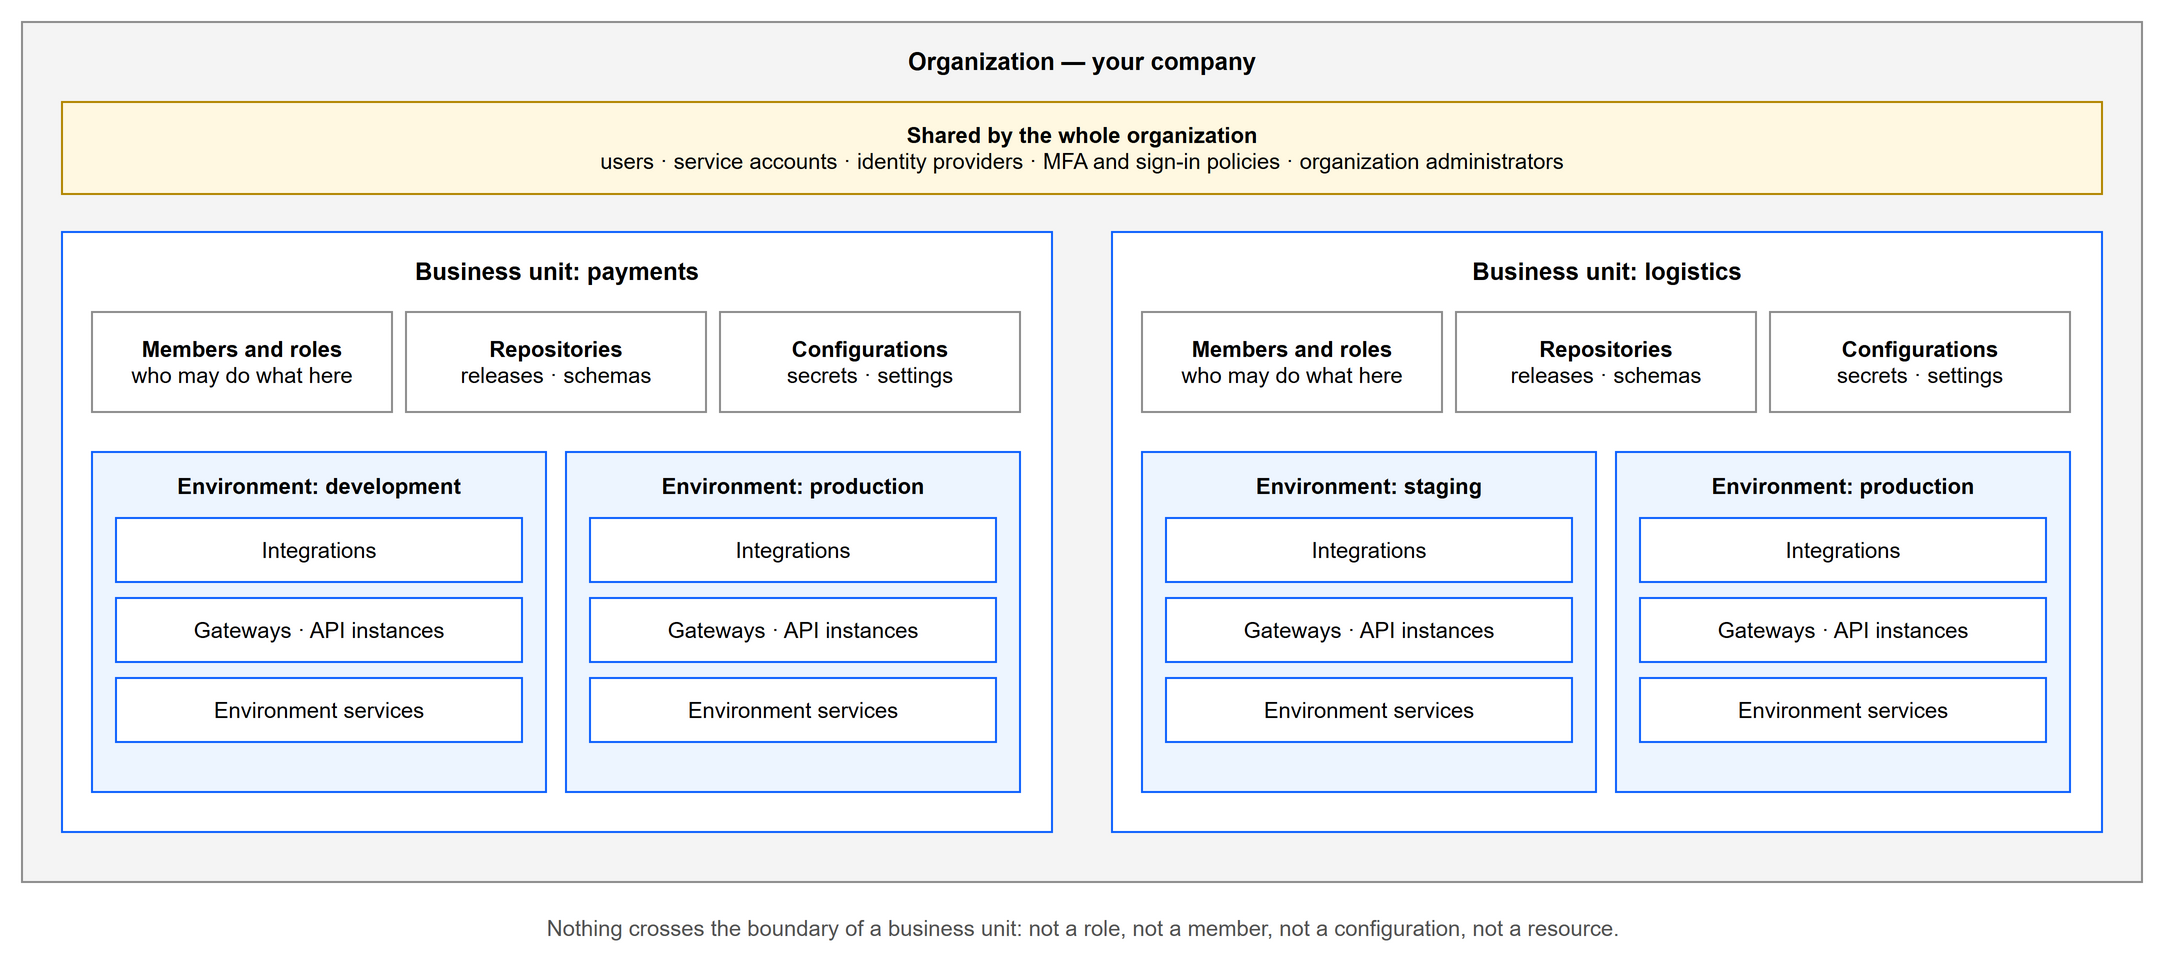 Organization — your company
Shared by the whole organization
users · service accounts · identity providers · MFA and sign-in policies · organization administrators
Business unit: payments
Members and roles
who may do what here
Repositories
releases · schemas
Configurations
secrets · settings
Environment: development
Integrations
Gateways · API instances
Environment services
Environment: production
Integrations
Gateways · API instances
Environment services
Business unit: logistics
Members and roles
who may do what here
Repositories
releases · schemas
Configurations
secrets · settings
Environment: staging
Integrations
Gateways · API instances
Environment services
Environment: production
Integrations
Gateways · API instances
Environment services
Nothing crosses the boundary of a business unit: not a role, not a member, not a configuration, not a resource.